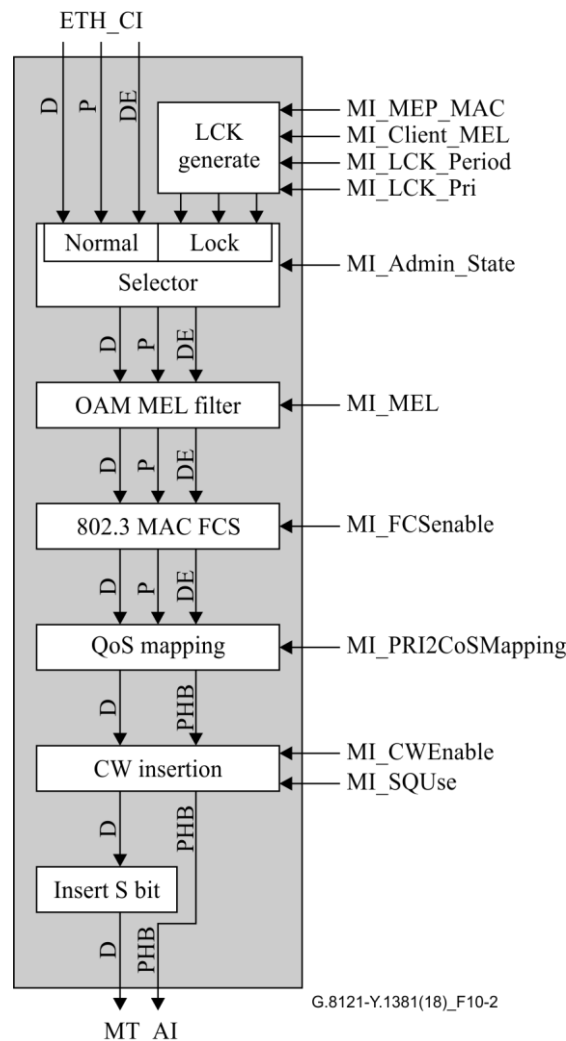 ETH_CI
D
P
DE
LCK
generate
MI_MEP_MAC
MI_Client_MEL
MI_LCK_Period
MI_LCK_Pri
Normal
Lock
Selector
MI_Admin_State
D
P
DE
OAM MEL filter
MI_MEL
D
P
DE
802.3 MAC FCS
MI_FCSenable
D
P
DE
QoS mapping
MI_PRI2CoSMapping
D
PHB
CW insertion
MI_CWEnable
MI_SQUse
D
PHB
Insert S bit
D
PHB
G.8121-Y.1381(18)_F10-2
MT AI